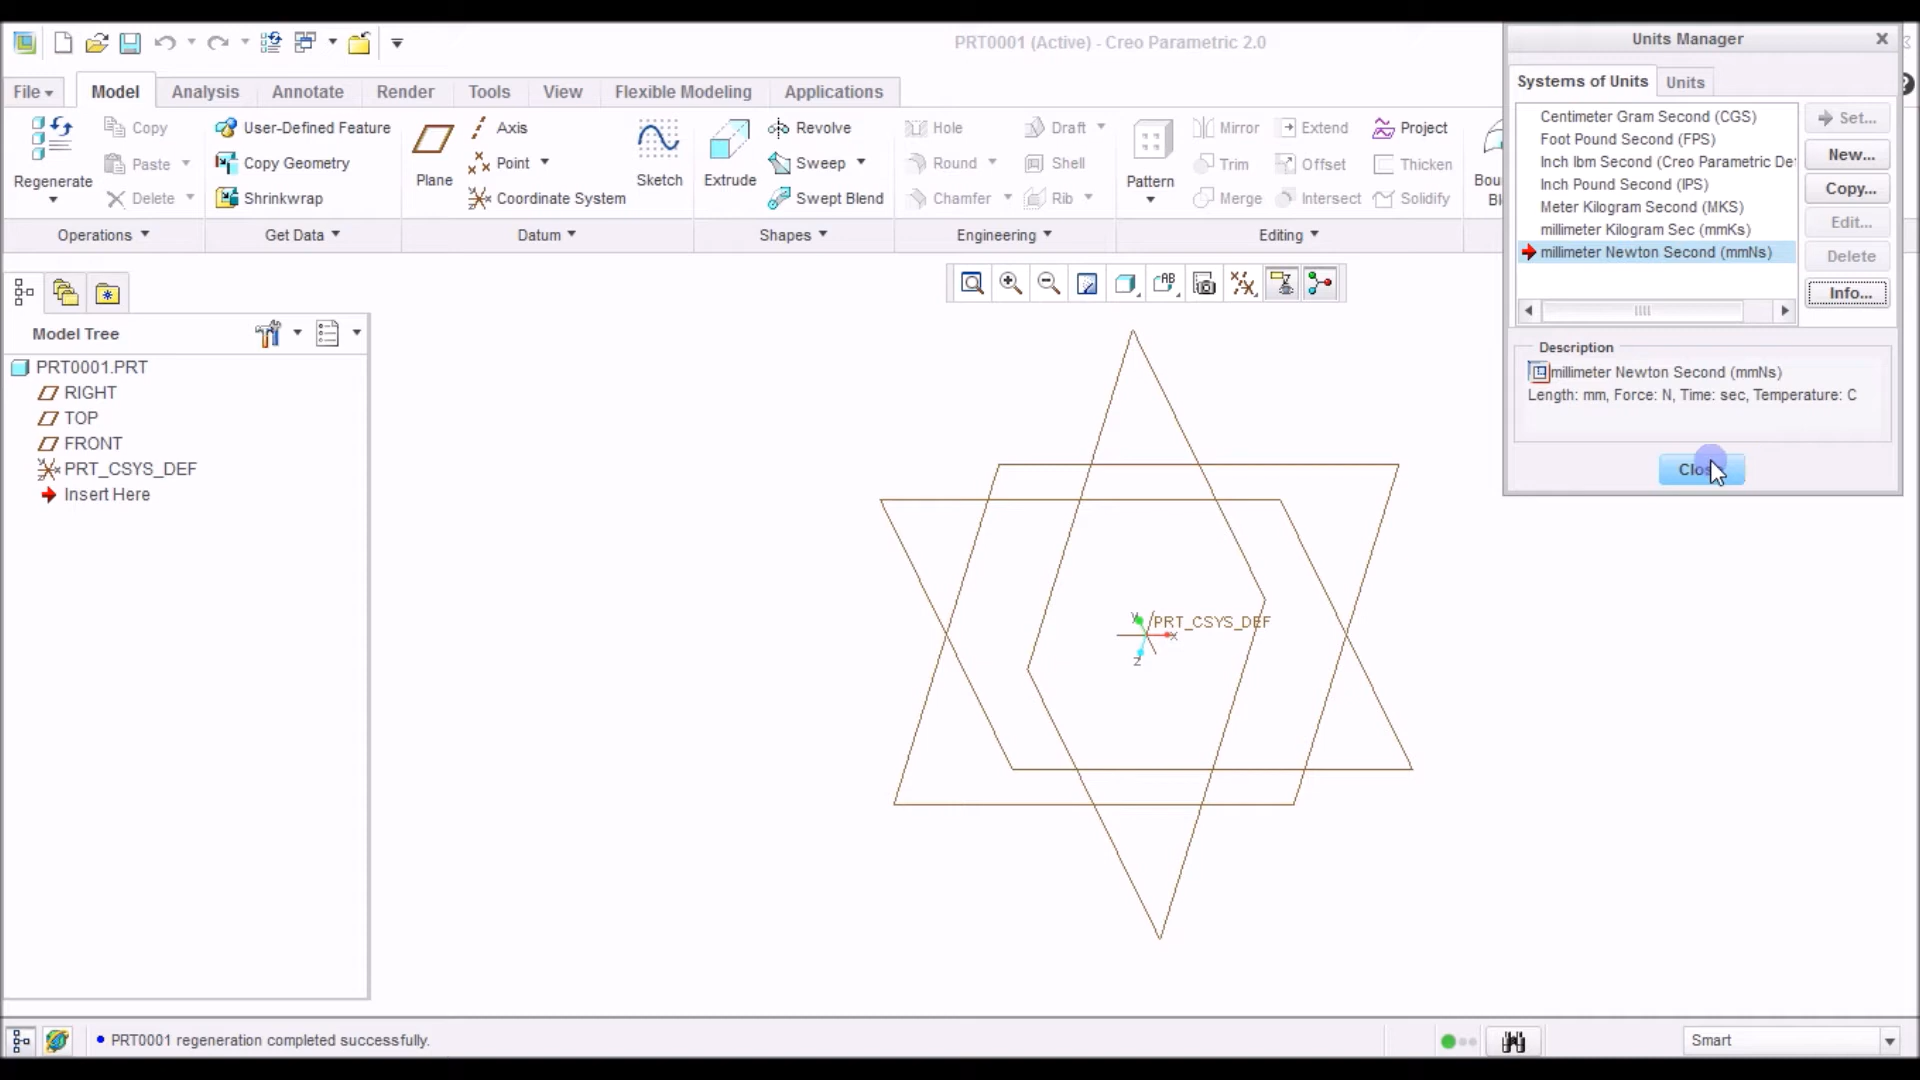 PRT0001 (Active) - Creo Parametric 2.0
File Model Analysis Annotate Render Tools View Flexible Modeling Applications
Regenerate
Copy
Paste
Delete
User-Defined Feature
Copy Geometry
Shrinkwrap
Plane
Axis
Point
Coordinate System
Sketch
Extrude
Revolve
Sweep
Swept Blend
Hole
Round
Chamfer
Draft
Shell
Rib
Pattern
Mirror
Trim
Merge
Extend
Offset
Intersect
Project
Thicken
Solidify
Operations Get Data Datum Shapes Engineering Editing
Model Tree
PRT0001.PRT
RIGHT
TOP
FRONT
PRT_CSYS_DEF
Insert Here
AB
y
PRT_CSYS_DEF
x
z
Units Manager
Systems of Units Units
Centimeter Gram Second (CGS)
Foot Pound Second (FPS)
Inch lbm Second (Creo Parametric
Inch Pound Second (IPS)
Meter Kilogram Second (MKS)
millimeter Kilogram Sec (mmKs)
millimeter Newton Second (mmNs)
Set...
New...
Copy...
Edit...
Delete
Info...
Description
millimeter Newton Second (mmNs)
Length: mm, Force: N, Time: sec, Temperature: C
PRT0001 regeneration completed successfully.
Smart